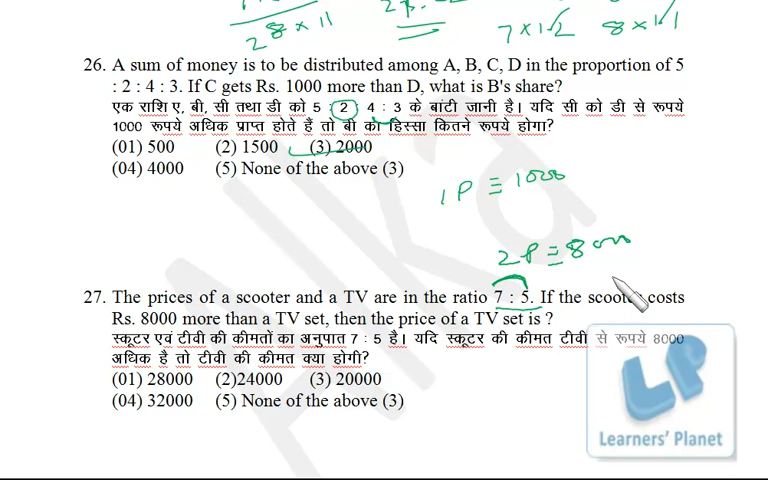 28 × 11
7 × 1.2 8 × 1.1
26. A sum of money is to be distributed among A, B, C, D in the proportion of 5
: 2 : 4 : 3. If C gets Rs. 1000 more than D, what is B's share?
एक राशि ए, बी, सी तथा डी को 5 : 2 4 : 3 के बांटी जानी है। यदि सी को डी से रूपये
1000 रूपये अधिक प्राप्त होते हैं तो बी का हिस्सा कितने रूपये होगा?
(01) 500 (2) 1500 (3) 2000
(04) 4000 (5) None of the above (3)
1 P ≡ 1000
2 P ≡ 8000
27. The prices of a scooter and a TV are in the ratio 7 : 5. If the scooter costs
Rs. 8000 more than a TV set, then the price of a TV set is ?
स्कूटर एवं टीवी की कीमतों का अनुपात 7 : 5 है। यदि स्कूटर की कीमत टीवी से रूपये 8000
अधिक है तो टीवी की कीमत क्या होगी?
(01) 28000 (2)24000 (3) 20000
(04) 32000 (5) None of the above (3)
Alka
LP
Learners' Planet